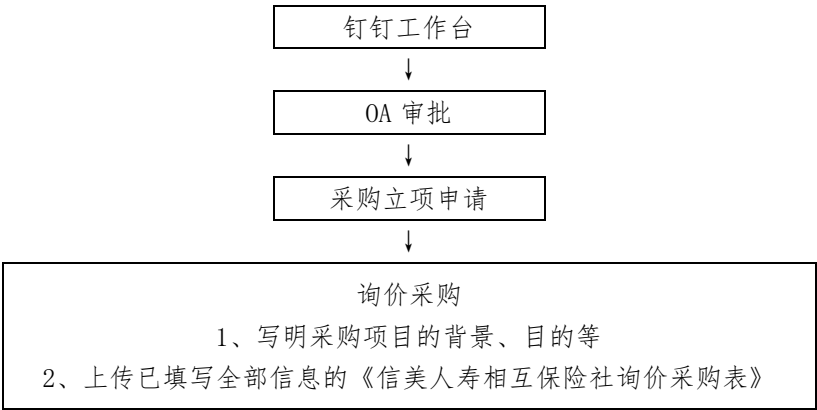 钉钉工作台
↓
OA 审批
↓
采购立项申请
↓
询价采购
1、写明采购项目的背景、目的等
2、上传已填写全部信息的《信美人寿相互保险社询价采购表》